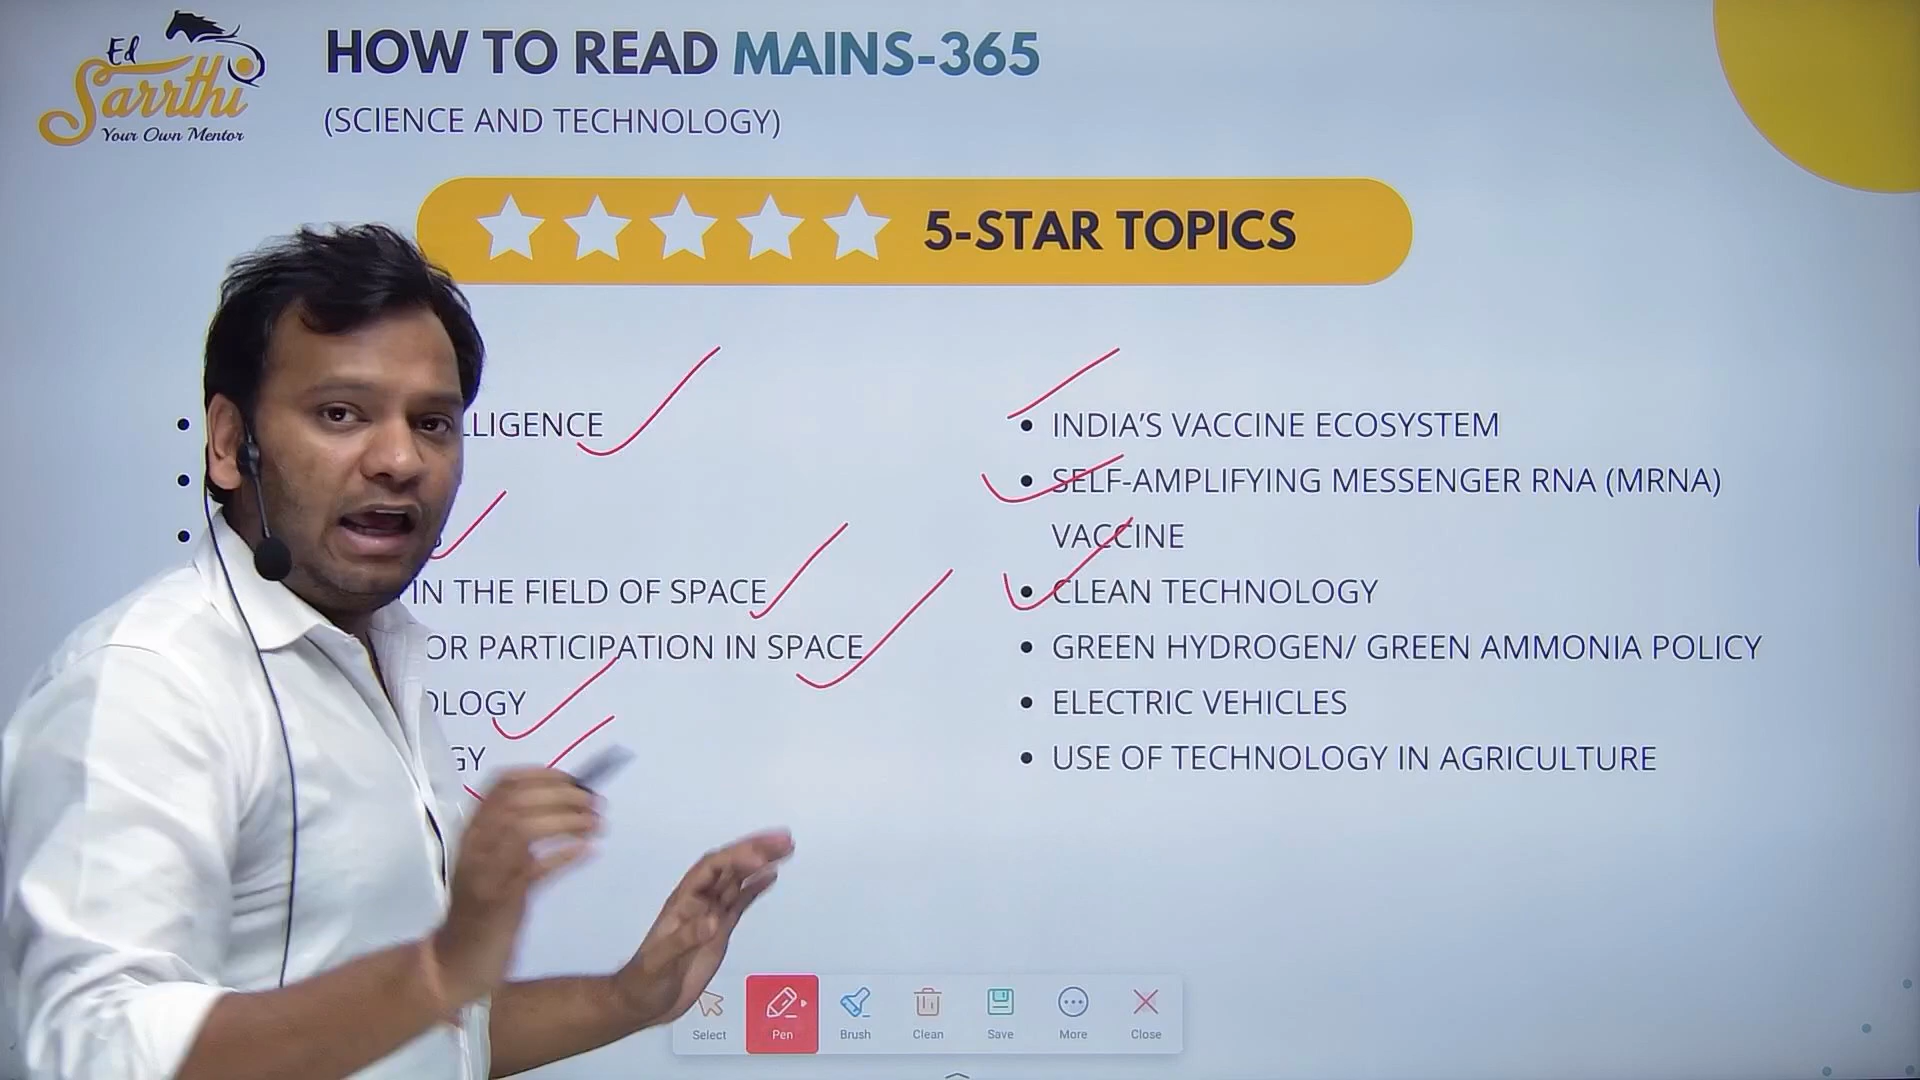 Ed
Sarrthi
Your Own Mentor
HOW TO READ MAINS-365
(SCIENCE AND TECHNOLOGY)
5-STAR TOPICS
LLIGENCE
IN THE FIELD OF SPACE
OR PARTICIPATION IN SPACE
OLOGY
GY
INDIA'S VACCINE ECOSYSTEM
SELF-AMPLIFYING MESSENGER RNA (MRNA)
VACCINE
CLEAN TECHNOLOGY
GREEN HYDROGEN/ GREEN AMMONIA POLICY
ELECTRIC VEHICLES
USE OF TECHNOLOGY IN AGRICULTURE
Select Pen Brush Clean Save More Close